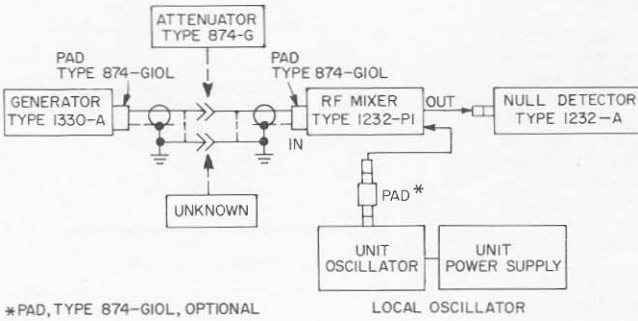 ATTENUATOR
TYPE 874-G
PAD
TYPE 874-G10L
PAD
TYPE 874-G10L
GENERATOR
TYPE 1330-A
RF MIXER
TYPE 1232-P1
OUT
NULL DETECTOR
TYPE 1232-A
IN
UNKNOWN
PAD *
UNIT
OSCILLATOR
UNIT
POWER SUPPLY
*PAD, TYPE 874-G10L, OPTIONAL
LOCAL OSCILLATOR